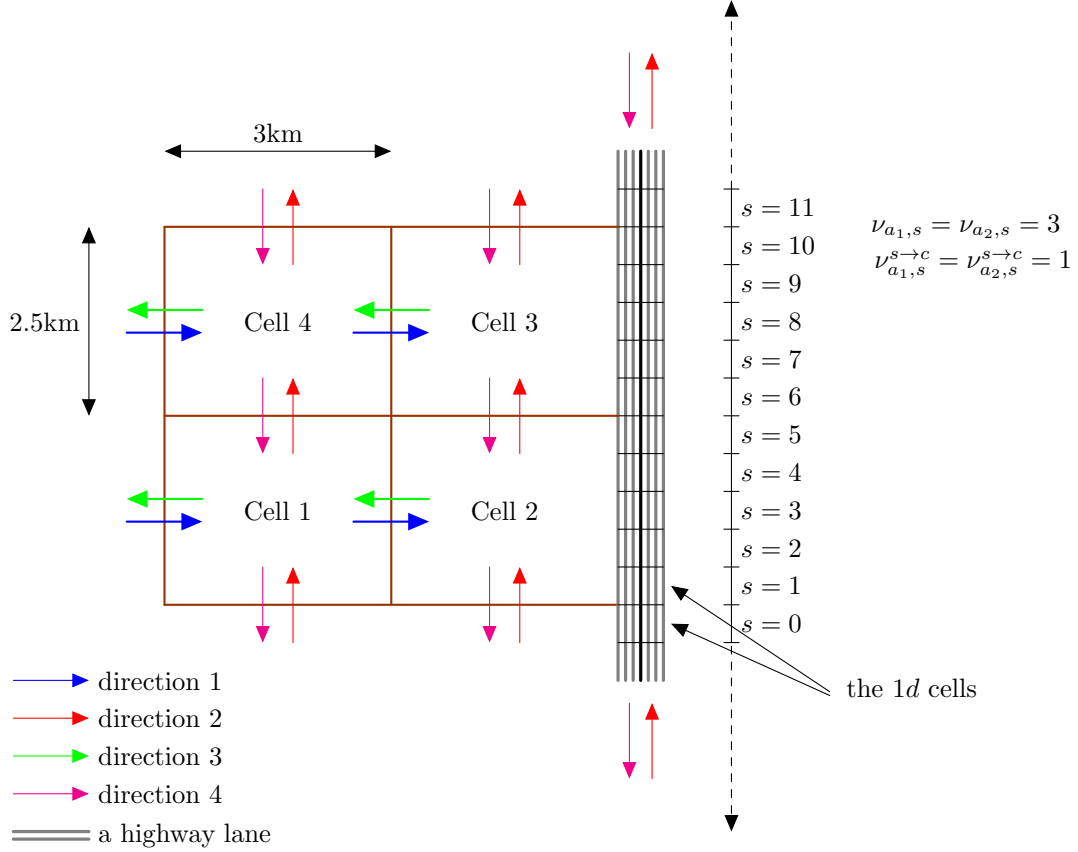 3km
s = 11
ν_{a_1,s} = ν_{a_2,s} = 3
s = 10
ν^{s→c}_{a_1,s} = ν^{s→c}_{a_2,s} = 1
s = 9
2.5km
Cell 4
Cell 3
s = 8
s = 7
s = 6
s = 5
s = 4
Cell 1
Cell 2
s = 3
s = 2
s = 1
s = 0
direction 1
the 1d cells
direction 2
direction 3
direction 4
a highway lane